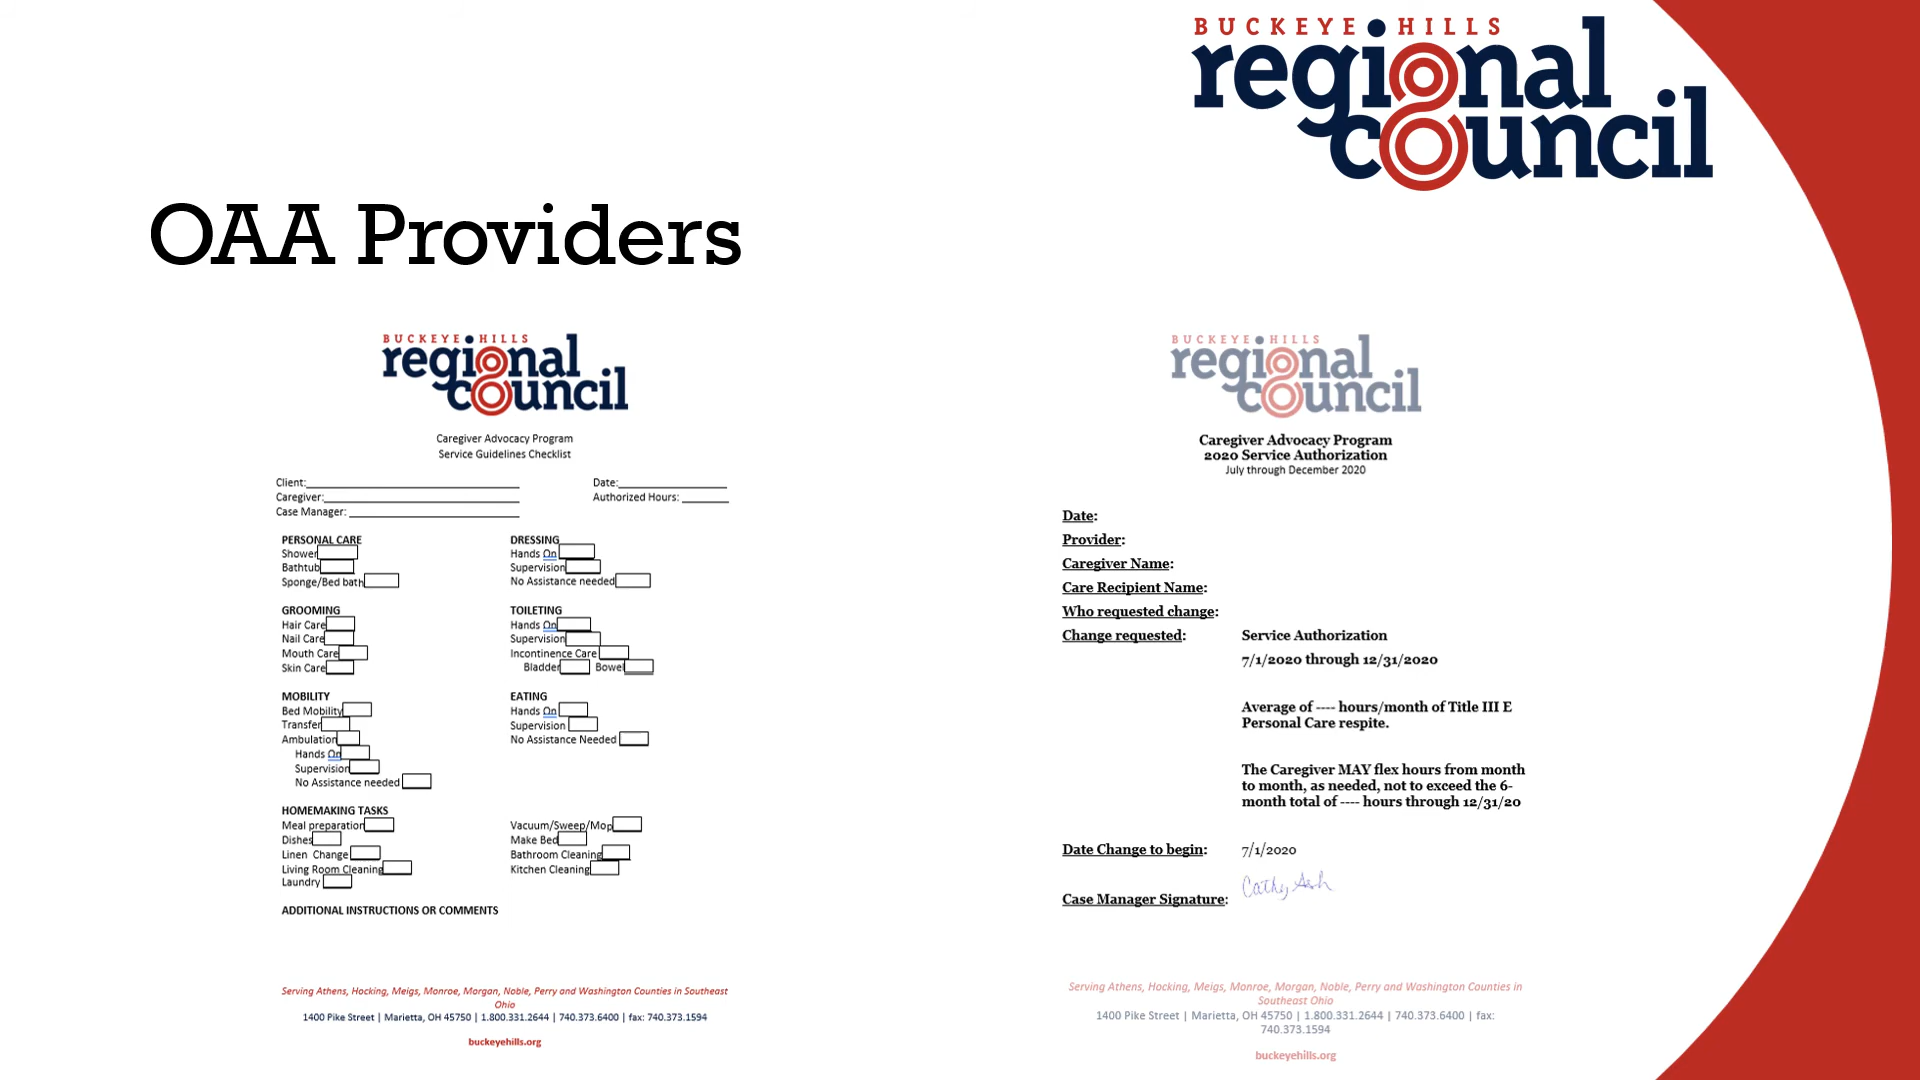 BUCKEYE HILLS
regional
council
OAA Providers
BUCKEYE HILLS
regional
council
Caregiver Advocacy Program
Service Guidelines Checklist
Client:
Date:
Caregiver:
Authorized Hours:
Case Manager:
PERSONAL CARE
Shower
Bathtub
Sponge/Bed bath
DRESSING
Hands On
Supervision
No Assistance needed
GROOMING
Hair Care
Nail Care
Mouth Care
Skin Care
TOILETING
Hands On
Supervision
Incontinence Care
Bladder Bowel
MOBILITY
Bed Mobility
Transfer
Ambulation
Hands On
Supervision
No Assistance needed
EATING
Hands On
Supervision
No Assistance Needed
HOMEMAKING TASKS
Meal preparation
Dishes
Linen Change
Living Room Cleaning
Laundry
Vacuum/Sweep/Mop
Make Bed
Bathroom Cleaning
Kitchen Cleaning
ADDITIONAL INSTRUCTIONS OR COMMENTS
Serving Athens, Hocking, Meigs, Monroe, Morgan, Noble, Perry and Washington Counties in Southeast
Ohio
1400 Pike Street | Marietta, OH 45750 | 1.800.331.2644 | 740.373.6400 | fax: 740.373.1594
buckeyehills.org
BUCKEYE HILLS
regional
council
Caregiver Advocacy Program
2020 Service Authorization
July through December 2020
Date:
Provider:
Caregiver Name:
Care Recipient Name:
Who requested change:
Change requested: Service Authorization
7/1/2020 through 12/31/2020
Average of ---- hours/month of Title III E
Personal Care respite.
The Caregiver MAY flex hours from month
to month, as needed, not to exceed the 6-
month total of ---- hours through 12/31/20
Date Change to begin: 7/1/2020
Case Manager Signature: Cathy Ash
Serving Athens, Hocking, Meigs, Monroe, Morgan, Noble, Perry and Washington Counties in
Southeast Ohio
1400 Pike Street | Marietta, OH 45750 | 1.800.331.2644 | 740.373.6400 | fax:
740.373.1594
buckeyehills.org